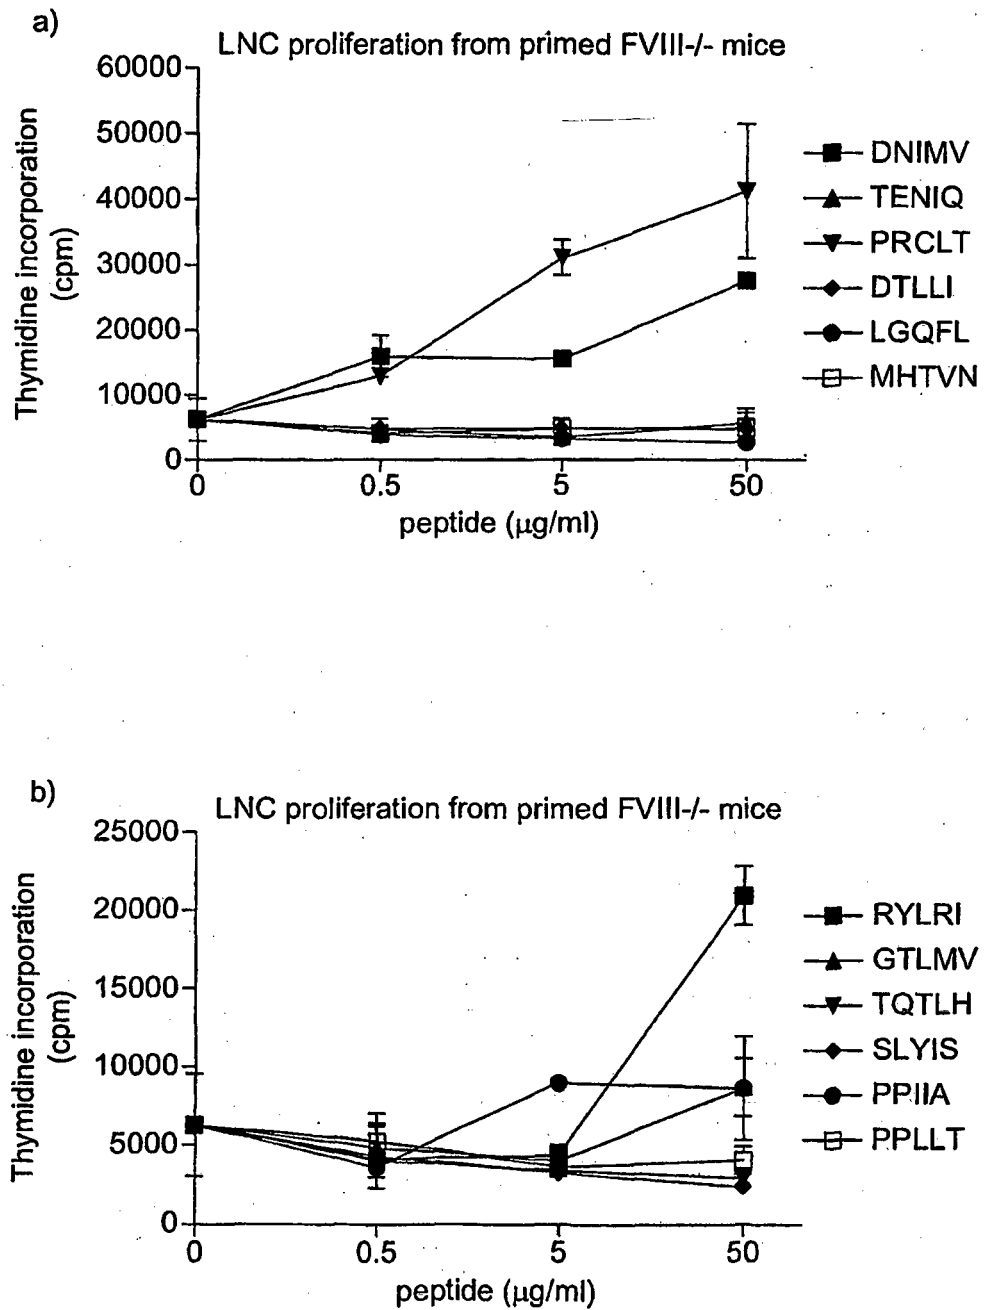 a)
LNC proliferation from primed FVIII-/- mice
60000
50000
40000
30000
20000
10000
0
Thymidine incorporation
(cpm)
0 0.5 5 50
peptide (μg/ml)
DNIMV
TENIQ
PRCLT
DTLLI
LGQFL
MHTVN
b)
LNC proliferation from primed FVIII-/- mice
25000
20000
15000
10000
5000
0
Thymidine incorporation
(cpm)
0 0.5 5 50
peptide (μg/ml)
RYLRI
GTLMV
TQTLH
SLYIS
PPIIA
PPLLT